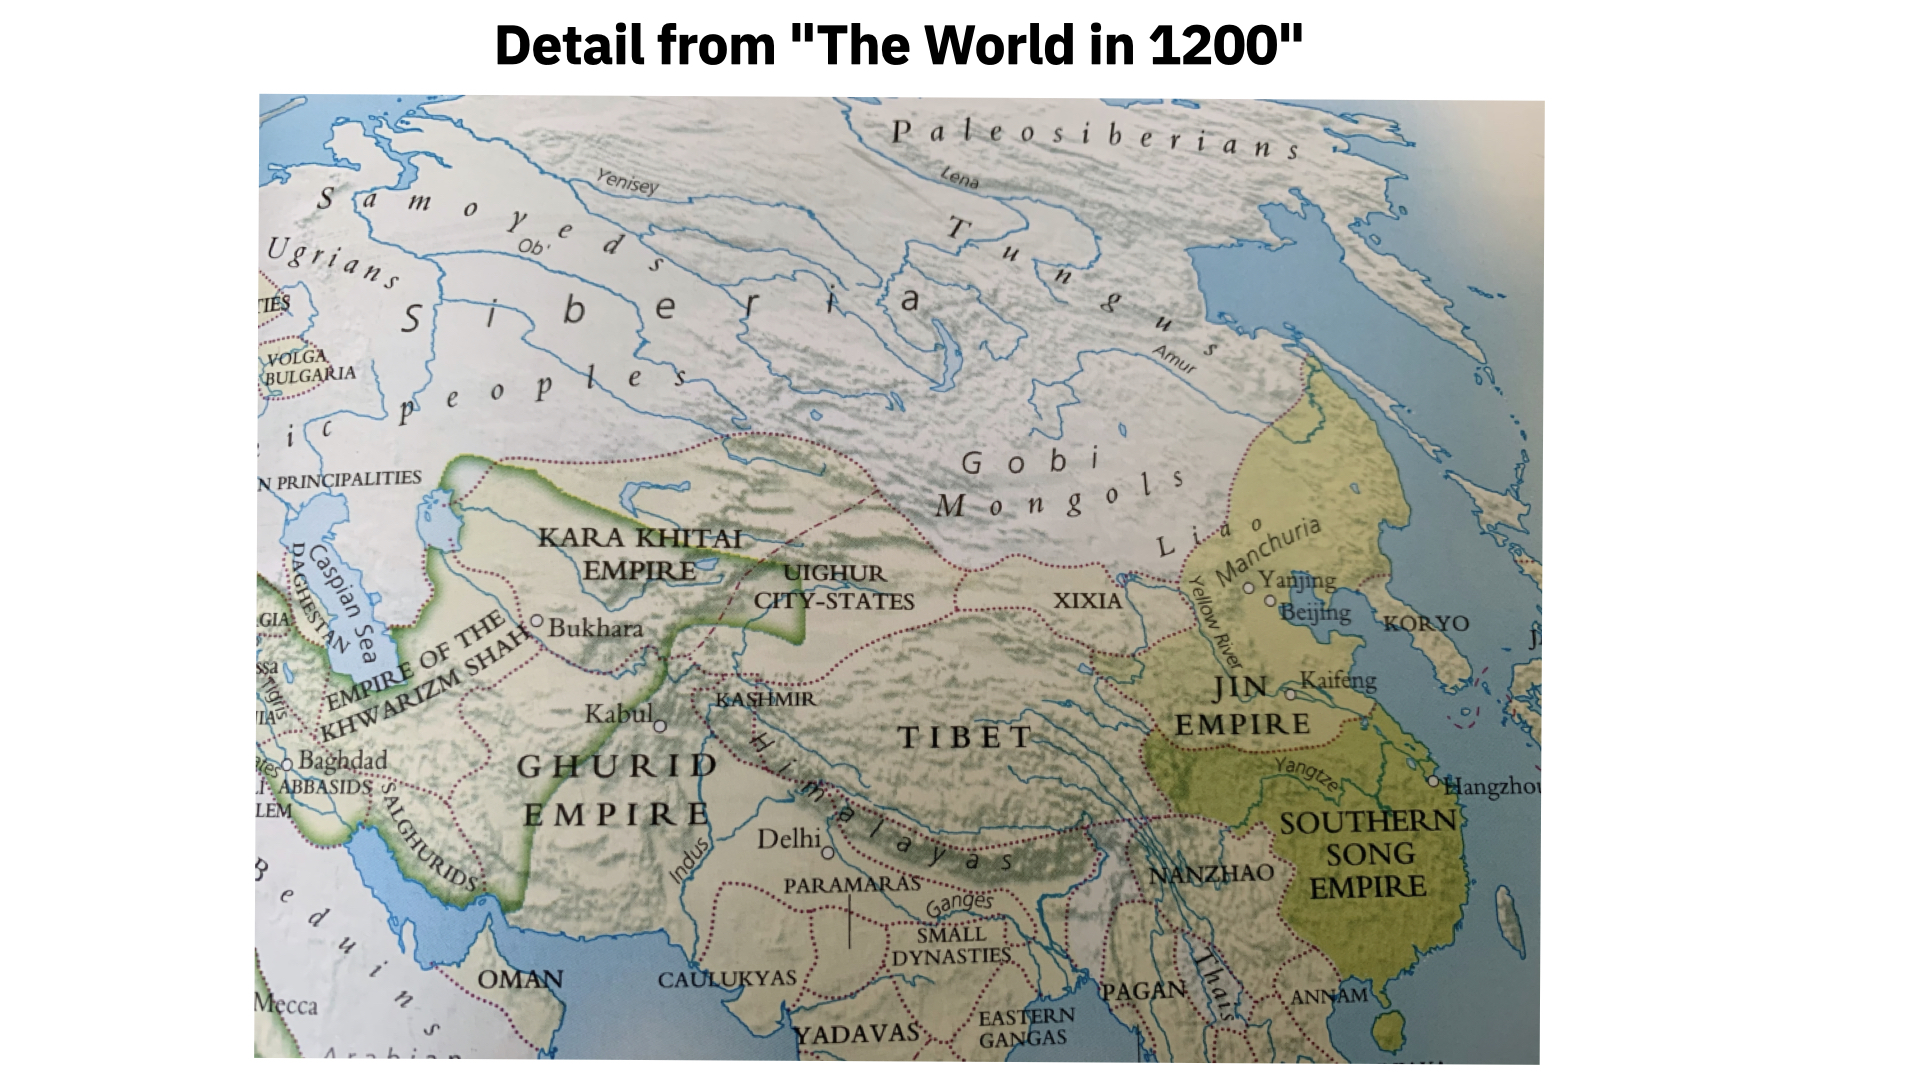 Detail from "The World in 1200"
Paleosiberians
Yenisey
Lena
Samoyeds
Tungus
Ob'
Ugrians
TIES
Siberia
VOLGA
BULGARIA
Amur
peoples
ic
Gobi
N PRINCIPALITIES
Mongols
KARA KHITAI
EMPIRE
Liao
Manchuria
UIGHUR
CITY-STATES
Caspian Sea
DAGHESTAN
XIXIA
Yanjing
Beijing
Yellow River
GIA
Bukhara
KORYO
J
EMPIRE OF THE
KHWARIZM SHAH
ssa
Tigris
JIN
EMPIRE
Kaifeng
KASHMIR
Kabul
TIBET
IA
Himalayas
Baghdad
ates
ABBASIDS
LEM
GHURID
EMPIRE
Yangtze
Hangzhou
SALGHURIDS
SOUTHERN
SONG
EMPIRE
Delhi
Indus
NANZHAO
PARAMARAS
Ganges
Beduins
SMALL
DYNASTIES
Thais
OMAN
CAULUKYAS
PAGAN
ANNAM
Mecca
YADAVAS
EASTERN
GANGAS
Arabian